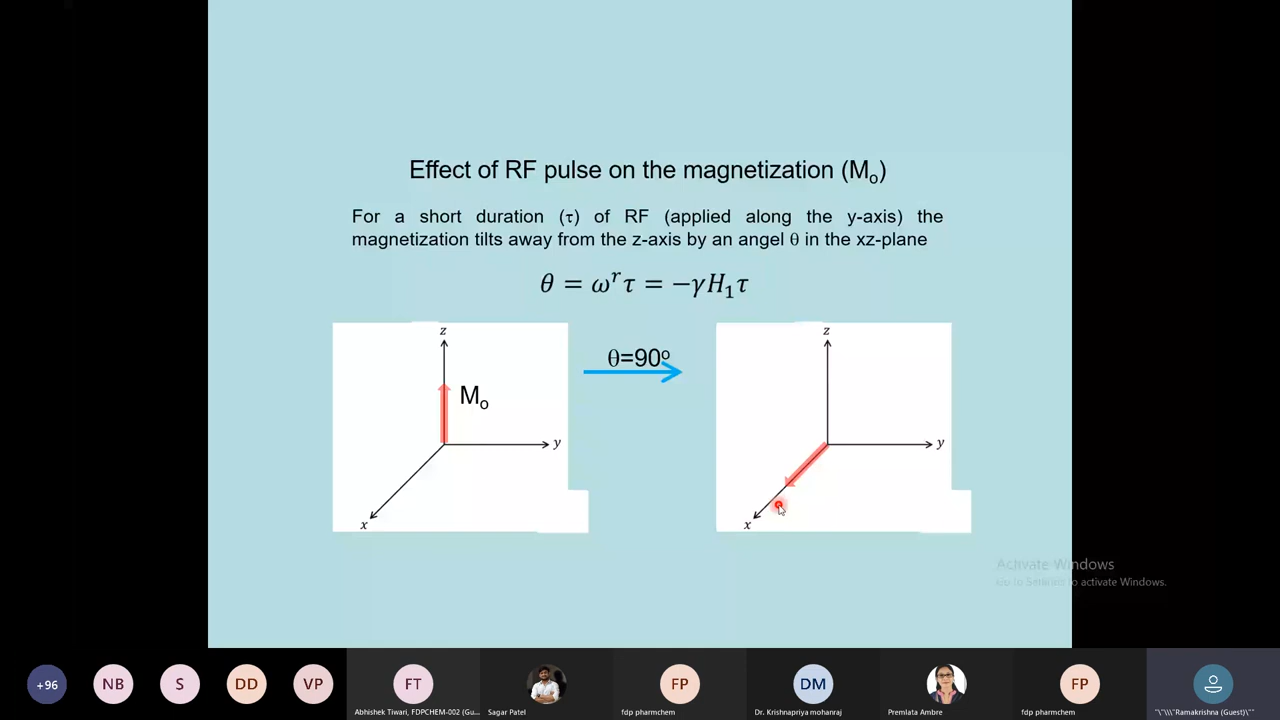 Effect of RF pulse on the magnetization (Mo)
For a short duration (τ) of RF (applied along the y-axis) the
magnetization tilts away from the z-axis by an angel θ in the xz-plane
θ = ωʳτ = −γH₁τ
z
Mo
y
x
θ=90º
z
y
x
Activate Windows
Go to Settings to activate Windows.
+96
NB
S
DD
VP
FT
FP
DM
FP
Abhishek Tiwari, FDPCHEM-002 (Gu...
Sagar Patel
fdp pharmchem
Dr. Krishnapriya mohanraj
Premlata Ambre
fdp pharmchem
"\"\\\"Ramakrishna (Guest)\""